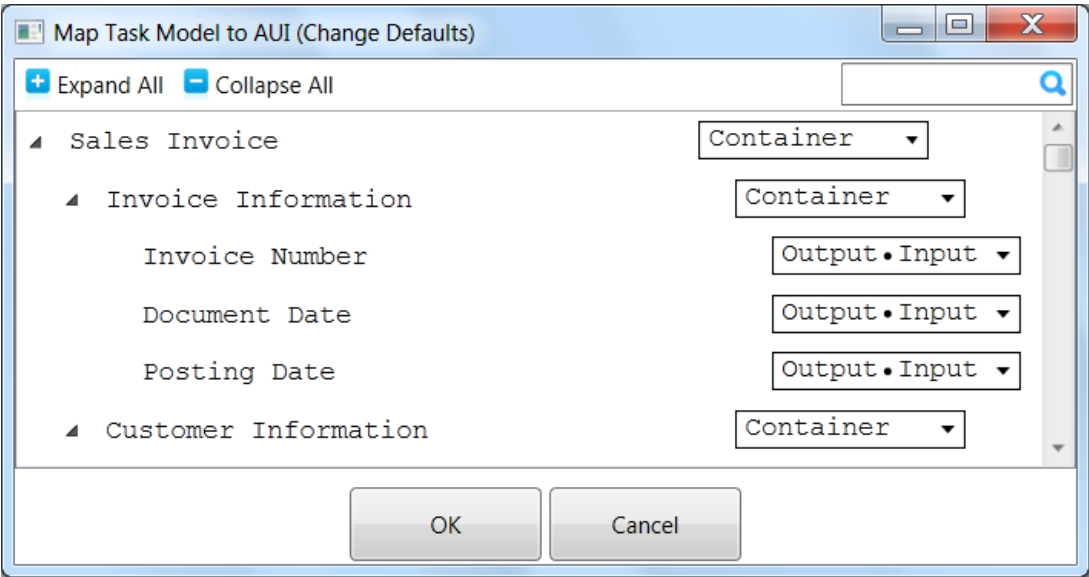 Map Task Model to AUI (Change Defaults)
Expand All Collapse All
Sales Invoice Container
Invoice Information Container
Invoice Number Output•Input
Document Date Output•Input
Posting Date Output•Input
Customer Information Container
OK Cancel